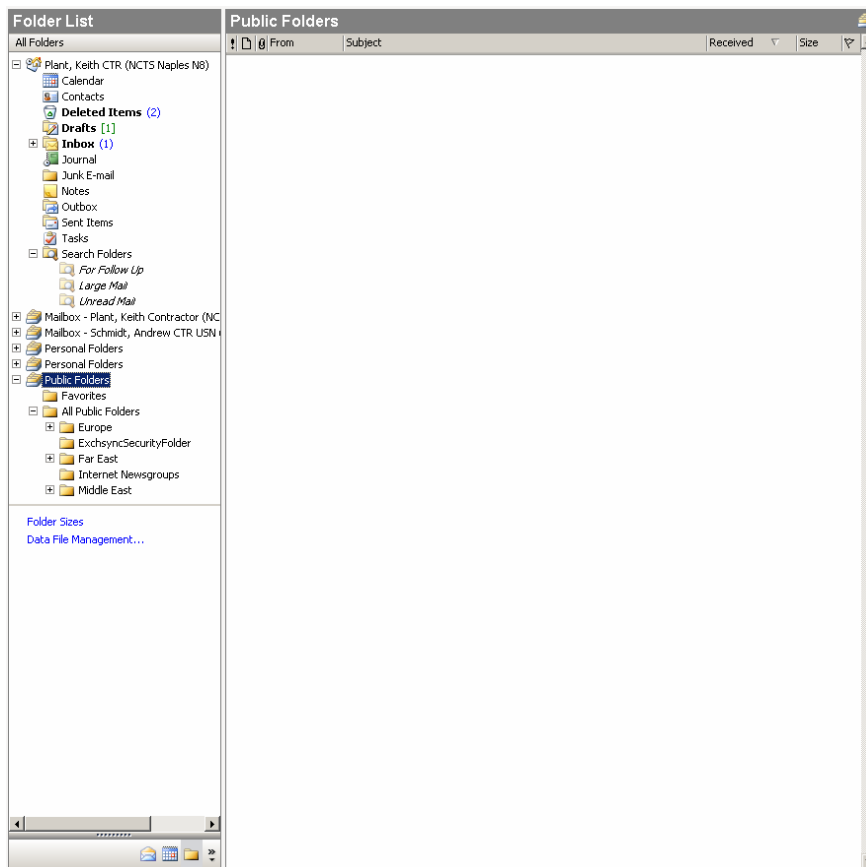 Folder List
All Folders
Plant, Keith CTR (NCTS Naples N8)
Calendar
Contacts
Deleted Items (2)
Drafts [1]
Inbox (1)
Journal
Junk E-mail
Notes
Outbox
Sent Items
Tasks
Search Folders
For Follow Up
Large Mail
Unread Mail
Mailbox - Plant, Keith Contractor (NC
Mailbox - Schmidt, Andrew CTR USN
Personal Folders
Personal Folders
Public Folders
Favorites
All Public Folders
Europe
ExchsyncSecurityFolder
Far East
Internet Newsgroups
Middle East
Folder Sizes
Data File Management...
Public Folders
From Subject Received Size